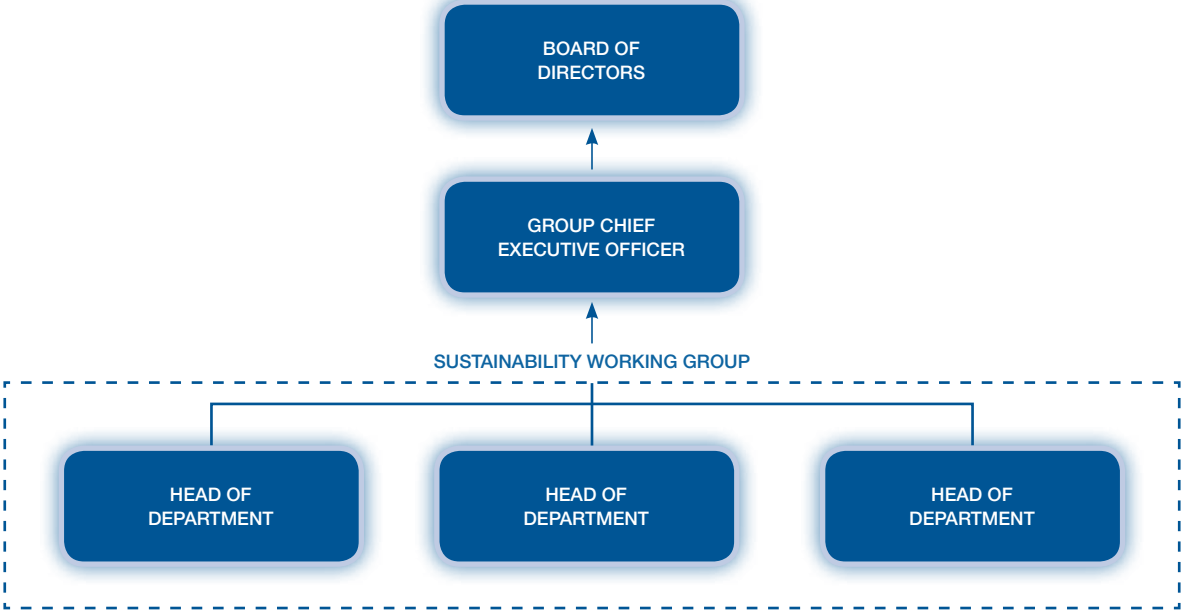 BOARD OF
DIRECTORS
GROUP CHIEF
EXECUTIVE OFFICER
SUSTAINABILITY WORKING GROUP
HEAD OF
DEPARTMENT
HEAD OF
DEPARTMENT
HEAD OF
DEPARTMENT